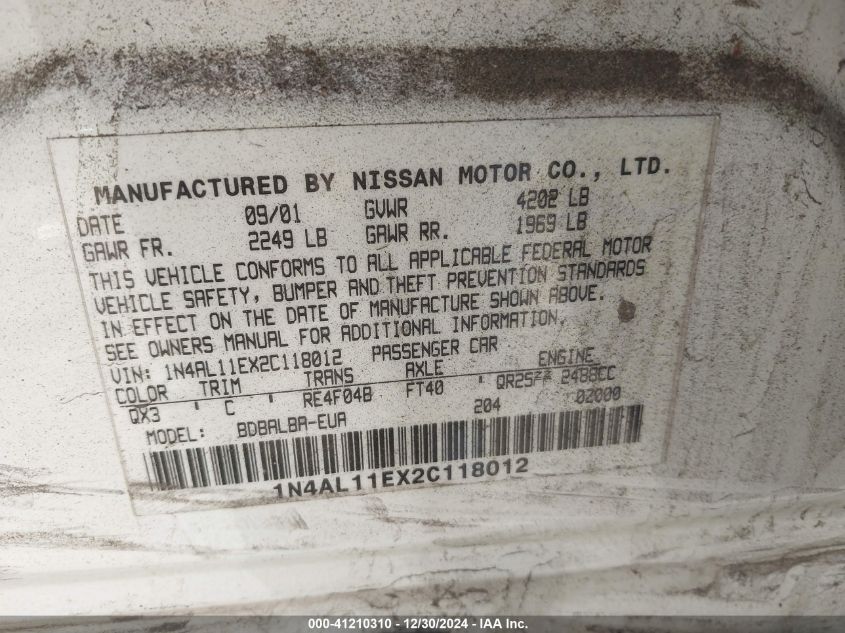 MANUFACTURED BY NISSAN MOTOR CO., LTD.
DATE 09/01 GVWR 4202 LB
GAWR FR. 2249 LB GAWR RR. 1969 LB
THIS VEHICLE CONFORMS TO ALL APPLICABLE FEDERAL MOTOR
VEHICLE SAFETY, BUMPER AND THEFT PREVENTION STANDARDS
IN EFFECT ON THE DATE OF MANUFACTURE SHOWN ABOVE.
SEE OWNERS MANUAL FOR ADDITIONAL INFORMATION.
VIN: 1N4AL11EX2C118012 PASSENGER CAR
COLOR TRIM TRANS AXLE ENGINE
QX3 ' C ' RE4F04B FT40 ' QR25** 2488CC
MODEL: BDBALBA-EUA 204 02000
1N4AL11EX2C118012
000-41210310 - 12/30/2024 - IAA Inc.